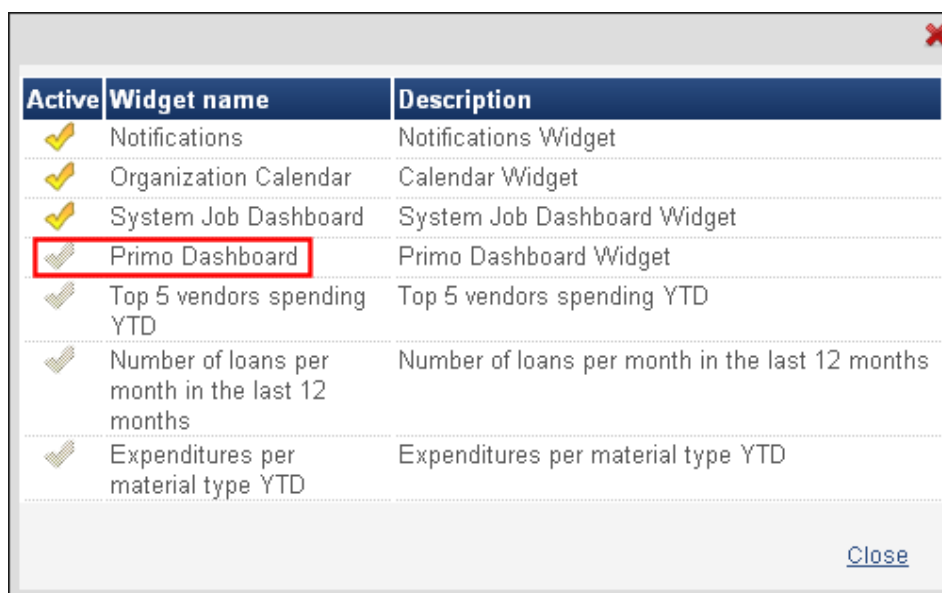 Active Widget name Description
Notifications Notifications Widget
Organization Calendar Calendar Widget
System Job Dashboard System Job Dashboard Widget
Primo Dashboard Primo Dashboard Widget
Top 5 vendors spending Top 5 vendors spending YTD
YTD
Number of loans per Number of loans per month in the last 12 months
month in the last 12
months
Expenditures per Expenditures per material type YTD
material type YTD
Close